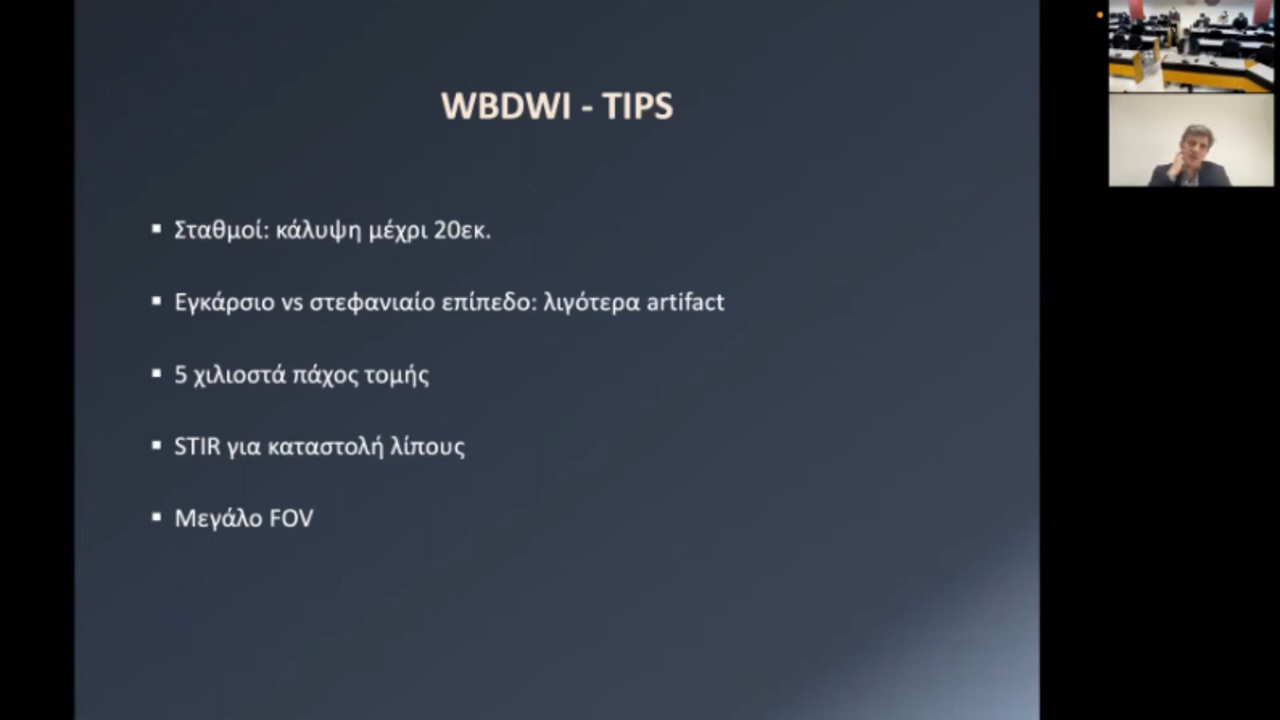 WBDWI - TIPS
Σταθμοί: κάλυψη μέχρι 20εκ.
Εγκάρσιο vs στεφανιαίο επίπεδο: λιγότερα artifact
5 χιλιοστά πάχος τομής
STIR για καταστολή λίπους
Μεγάλο FOV